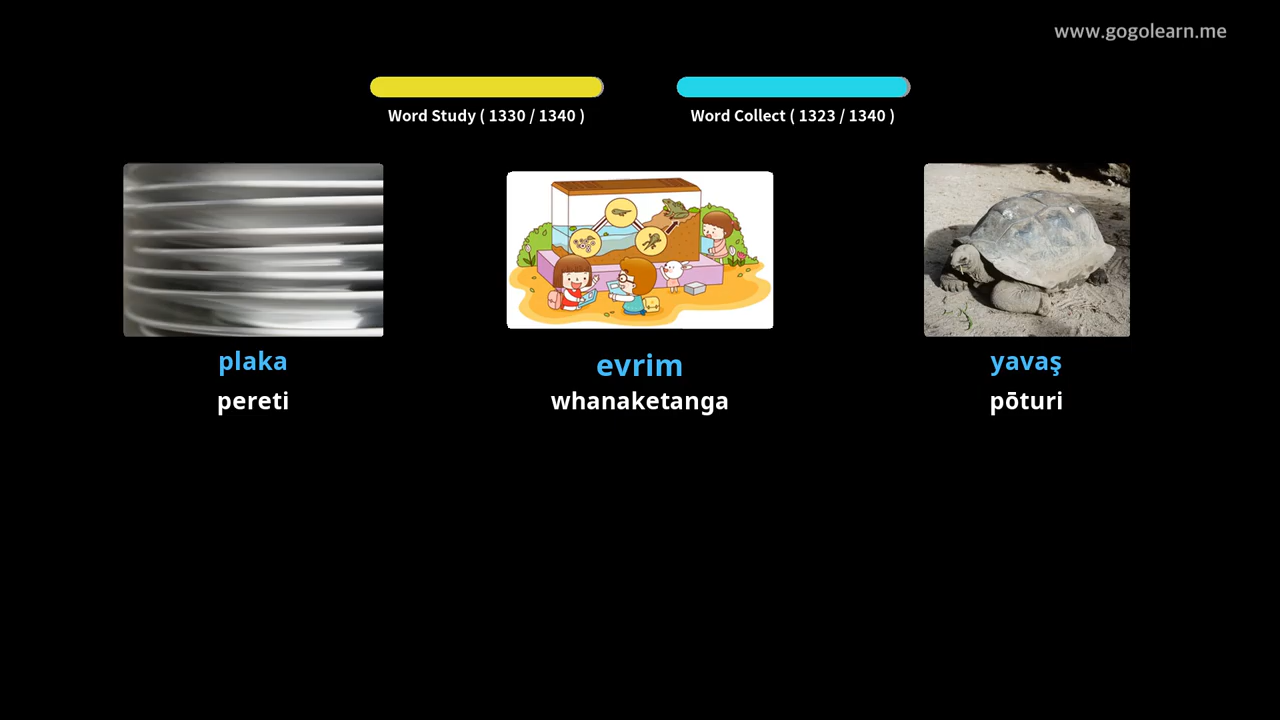 www.gogolearn.me
Word Study ( 1330 / 1340 )
Word Collect ( 1323 / 1340 )
plaka
pereti
evrim
whanaketanga
yavaş
pōturi